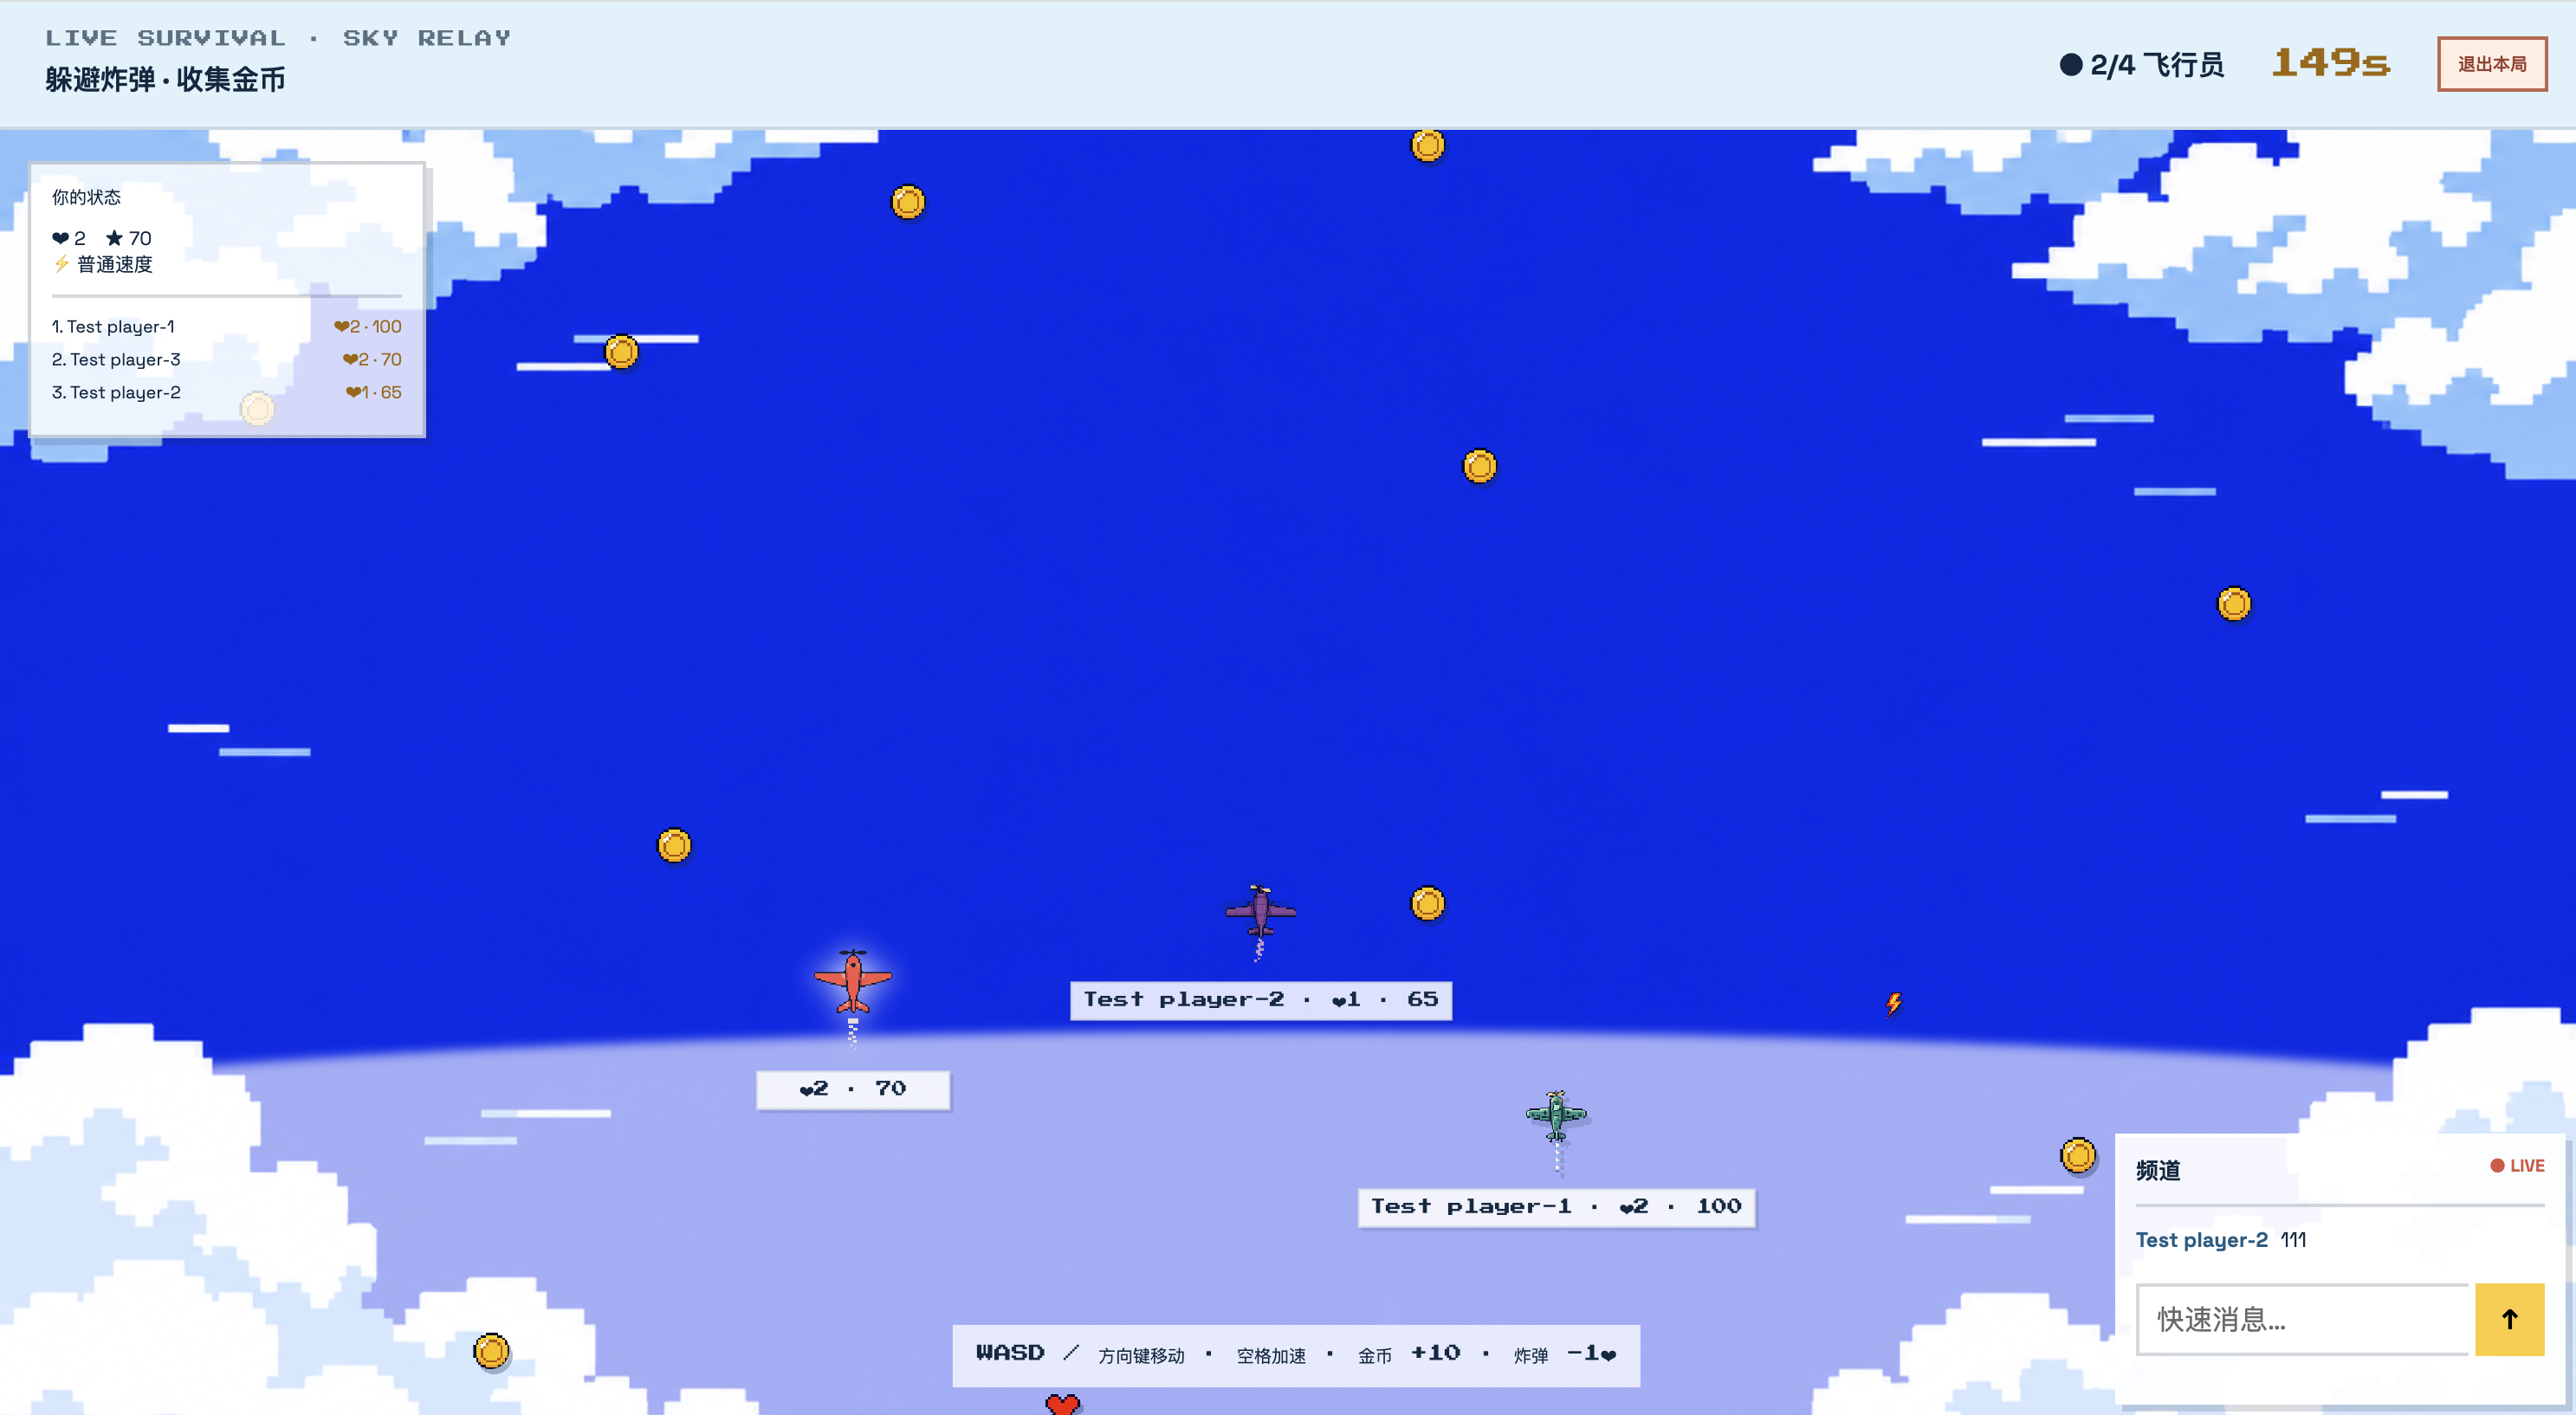 LIVE SURVIVAL · SKY RELAY
躲避炸弹·收集金币
● 2/4 飞行员
149s
退出本局
你的状态
❤ 2 ★ 70
⚡ 普通速度
1. Test player-1 ❤2 · 100
2. Test player-3 ❤2 · 70
3. Test player-2 ❤1 · 65
Test player-2 · ❤1 · 65
❤2 · 70
Test player-1 · ❤2 · 100
频道
● LIVE
Test player-2 111
快速消息...
↑
WASD / 方向键移动 · 空格加速 · 金币 +10 · 炸弹 -1❤